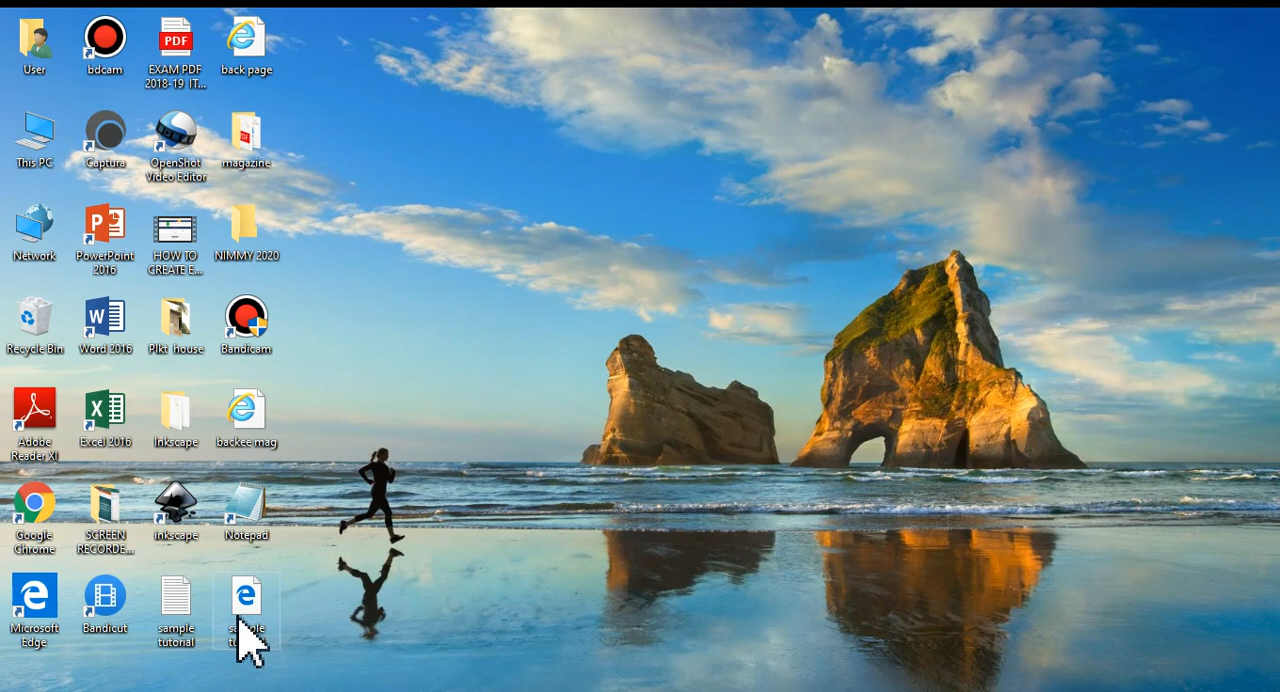 User
bdcam
EXAM PDF
2018-19 IT...
back page
This PC
Captura
OpenShot
Video Editor
magazine
Network
PowerPoint
2016
HOW TO
CREATE E...
NIMMY 2020
Recycle Bin
Word 2016
Plkt house
Bandicam
Adobe
Reader XI
Excel 2016
Inkscape
backee mag
Google
Chrome
SCREEN
RECORDE...
inkscape
Notepad
Microsoft
Edge
Bandicut
sample
tutorial
PDF